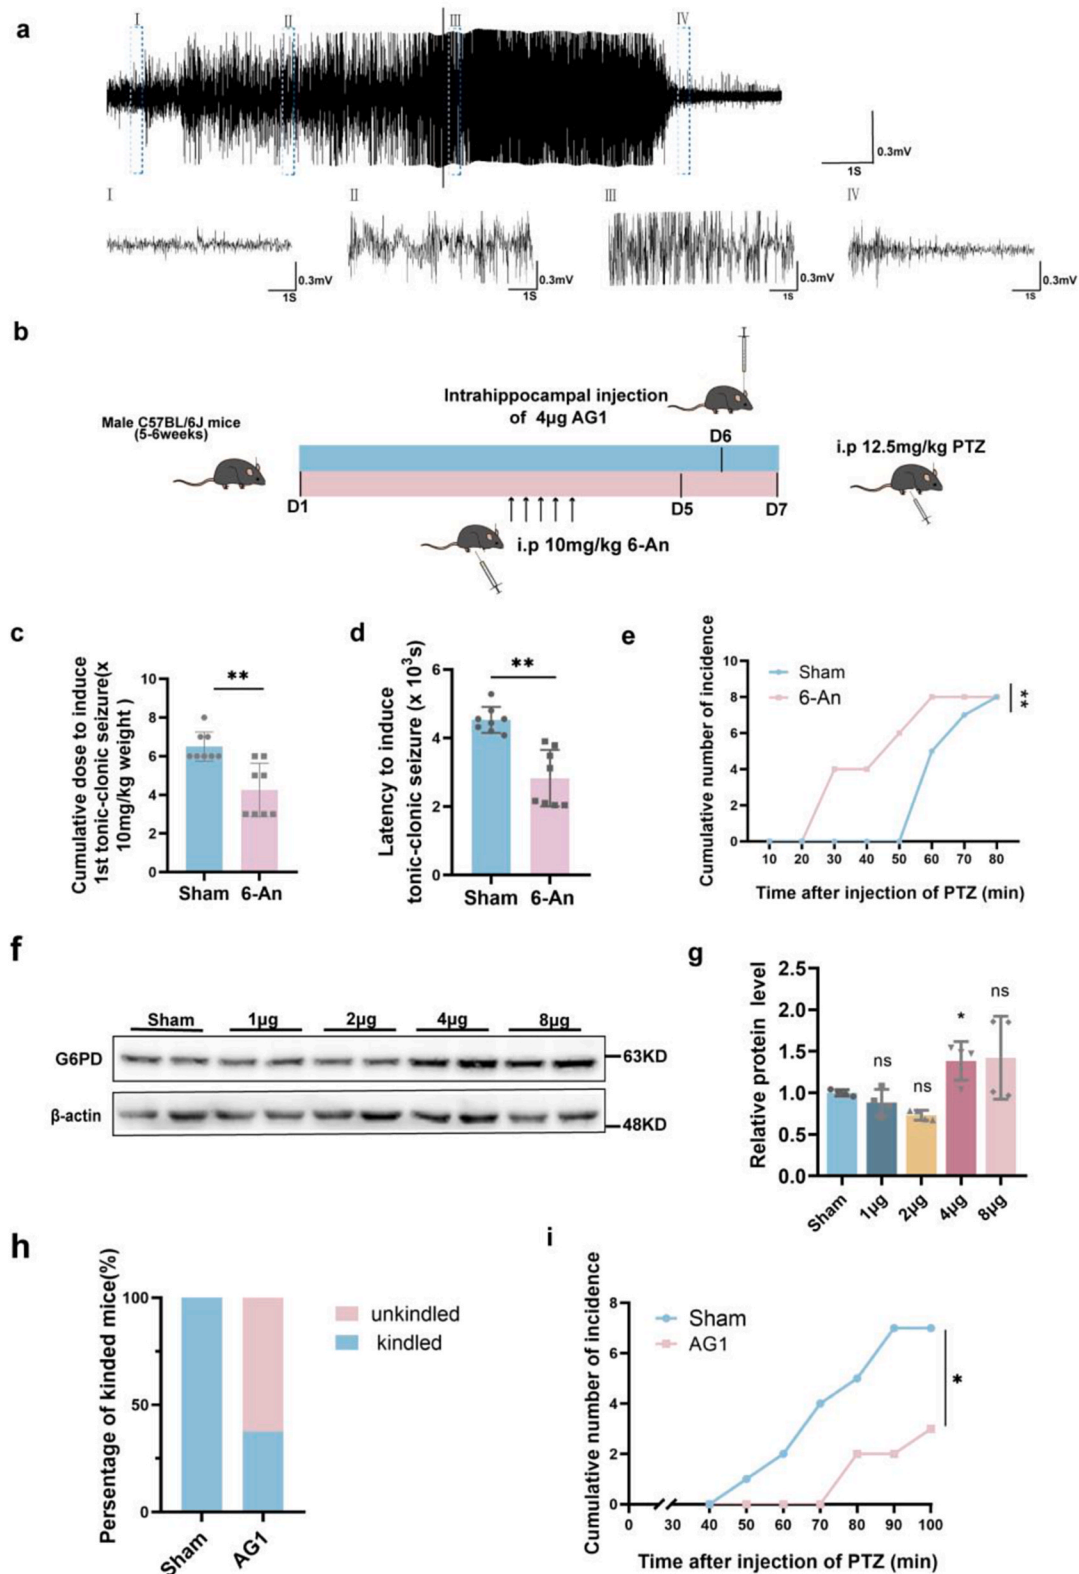 a
I
II
III
IV
0.3mV
1S
I
II
III
IV
0.3mV
1S
0.3mV
1S
0.3mV
1S
0.3mV
1S
b
Male C57BL/6J mice
(5-6weeks)
Intrahippocampal injection
of 4μg AG1
D6
i.p 12.5mg/kg PTZ
D1
D5
D7
i.p 10mg/kg 6-An
c
Cumulative dose to induce
1st tonic-clonic seizure(x
10mg/kg weight )
10
8
6
4
2
0
**
Sham
6-An
d
Latency to induce
tonic-clonic seizure (x 10³s)
6
4
2
0
**
Sham
6-An
e
Cumulative number of incidence
10
8
6
4
2
0
Sham
6-An
**
10 20 30 40 50 60 70 80
Time after injection of PTZ (min)
f
Sham 1μg 2μg 4μg 8μg
G6PD
63KD
β-actin
48KD
g
Relative protein level
2.5
2.0
1.5
1.0
0.5
0.0
ns
ns
*
ns
Sham
1μg
2μg
4μg
8μg
h
Persentage of kinded mice(%)
100
50
0
Sham
AG1
unkindled
kindled
i
Cumulative number of incidence
8
6
4
2
0
Sham
AG1
*
0 30 40 50 60 70 80 90 100
Time after injection of PTZ (min)